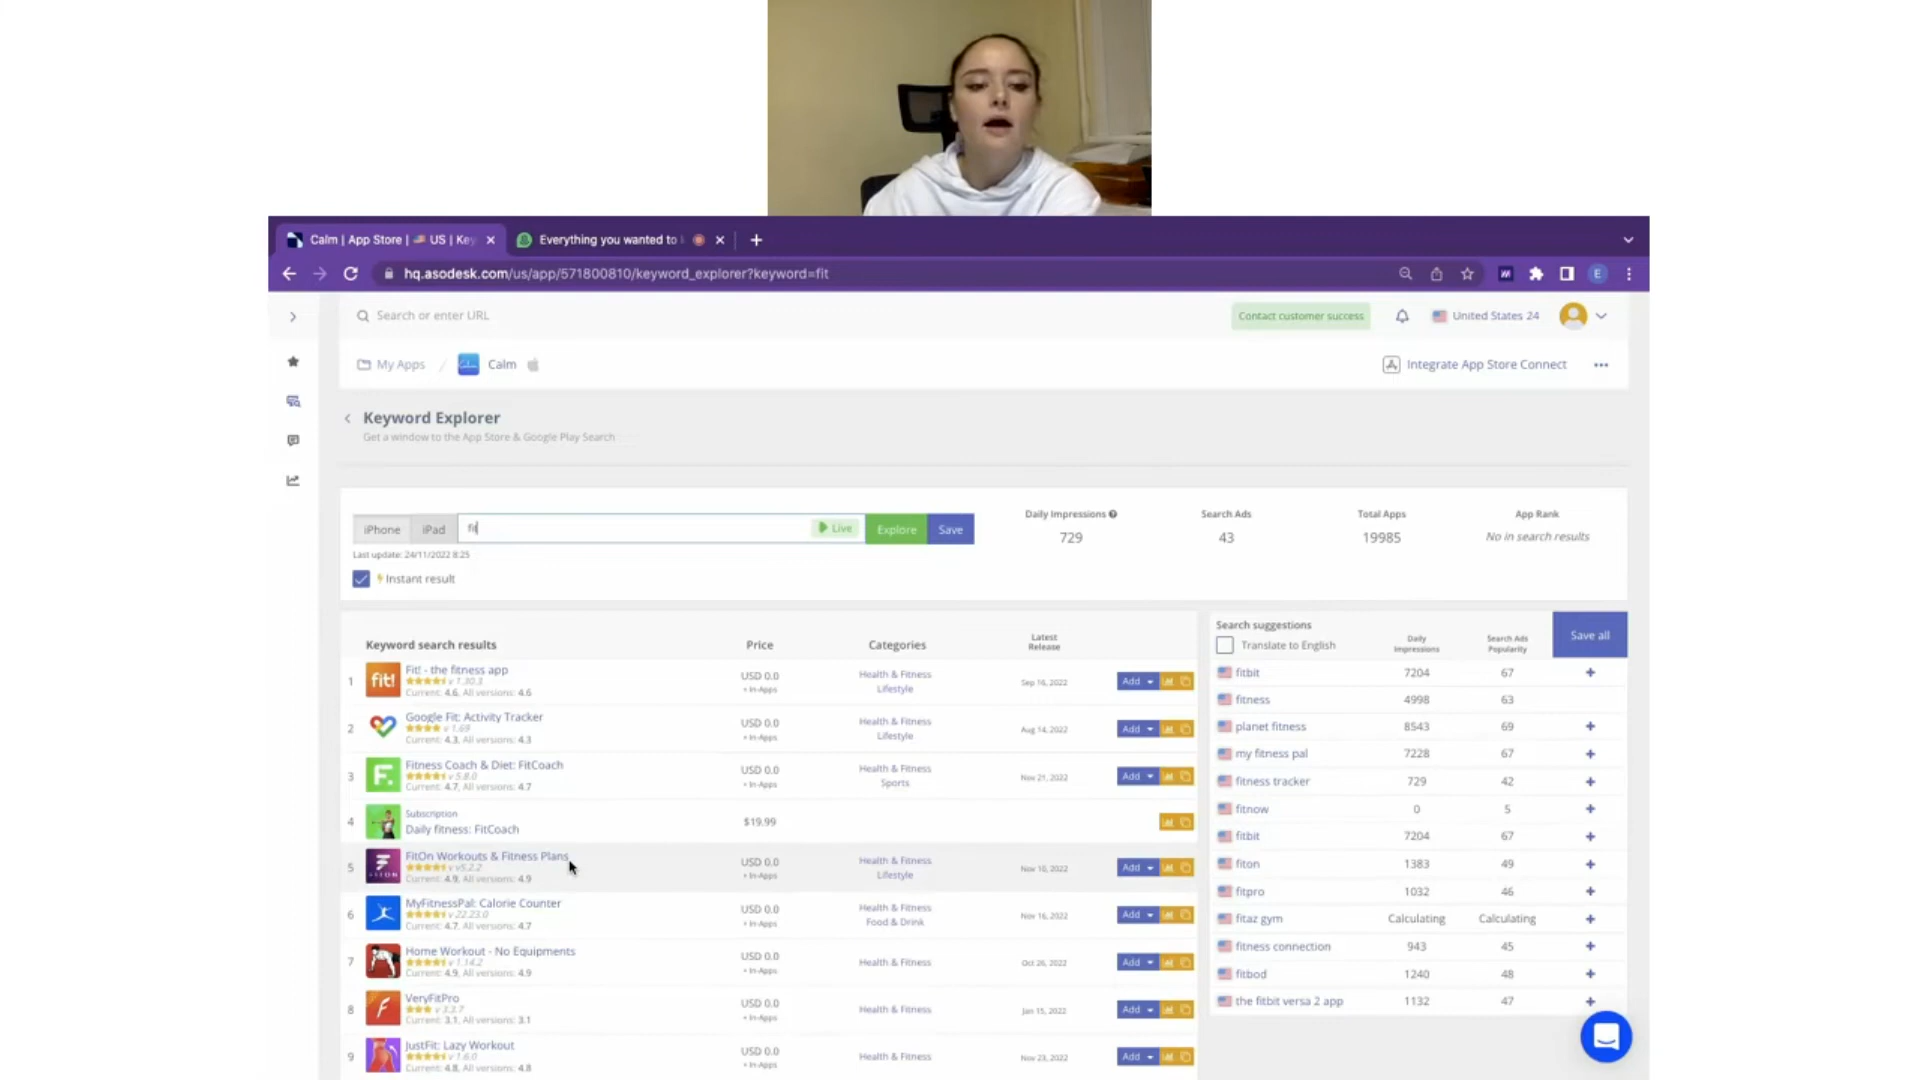 Calm | App Store | US | Key
Everything you wanted to
hq.asodesk.com/us/app/571800810/keyword_explorer?keyword=fit
E
Search or enter URL
Contact customer success
United States 24
My Apps / Calm
Integrate App Store Connect
Keyword Explorer
Get a window to the App Store & Google Play Search
iPhone iPad fit Live Explore Save
Last update: 24/11/2022 8:25
Instant result
Daily Impressions Search Ads Total Apps App Rank
729 43 19985 No in search results
Keyword search results Price Categories Latest Release
1 Fit! - the fitness app
v 1.30.3
Current: 4.6, All versions: 4.6
USD 0.0
+ In-Apps
Health & Fitness
Lifestyle
Sep 16, 2022
Add
2 Google Fit: Activity Tracker
v 1.69
Current: 4.3, All versions: 4.3
USD 0.0
+ In-Apps
Health & Fitness
Lifestyle
Aug 14, 2022
Add
3 Fitness Coach & Diet: FitCoach
v 5.8.0
Current: 4.7, All versions: 4.7
USD 0.0
+ In-Apps
Health & Fitness
Sports
Nov 21, 2022
Add
4 Subscription
Daily fitness: FitCoach
$19.99
5 FitOn Workouts & Fitness Plans
v v5.2.2
Current: 4.9, All versions: 4.9
USD 0.0
+ In-Apps
Health & Fitness
Lifestyle
Nov 10, 2022
Add
6 MyFitnessPal: Calorie Counter
v 22.23.0
Current: 4.7, All versions: 4.7
USD 0.0
+ In-Apps
Health & Fitness
Food & Drink
Nov 16, 2022
Add
7 Home Workout - No Equipments
v 1.14.2
Current: 4.9, All versions: 4.9
USD 0.0
+ In-Apps
Health & Fitness
Oct 26, 2022
Add
8 VeryFitPro
v 3.3.7
Current: 3.1, All versions: 3.1
USD 0.0
+ In-Apps
Health & Fitness
Jan 15, 2022
Add
9 JustFit: Lazy Workout
v 1.6.0
Current: 4.8, All versions: 4.8
USD 0.0
+ In-Apps
Health & Fitness
Nov 23, 2022
Add
Search suggestions
Translate to English
Daily Impressions
Search Ads Popularity
Save all
fitbit 7204 67 +
fitness 4998 63
planet fitness 8543 69 +
my fitness pal 7228 67 +
fitness tracker 729 42 +
fitnow 0 5 +
fitbit 7204 67 +
fiton 1383 49 +
fitpro 1032 46 +
fitaz gym Calculating Calculating +
fitness connection 943 45 +
fitbod 1240 48 +
the fitbit versa 2 app 1132 47 +